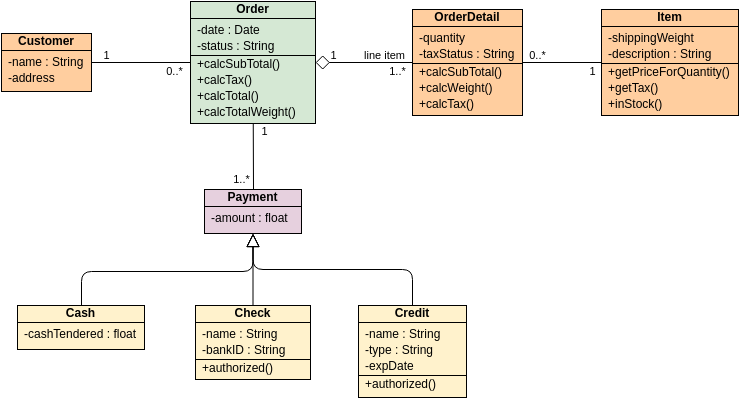 Customer
-name : String
-address
1
0..*
Order
-date : Date
-status : String
+calcSubTotal()
+calcTax()
+calcTotal()
+calcTotalWeight()
1
line item
1..*
OrderDetail
-quantity
-taxStatus : String
+calcSubTotal()
+calcWeight()
+calcTax()
0..*
1
Item
-shippingWeight
-description : String
+getPriceForQuantity()
+getTax()
+inStock()
1
1..*
Payment
-amount : float
Cash
-cashTendered : float
Check
-name : String
-bankID : String
+authorized()
Credit
-name : String
-type : String
-expDate
+authorized()